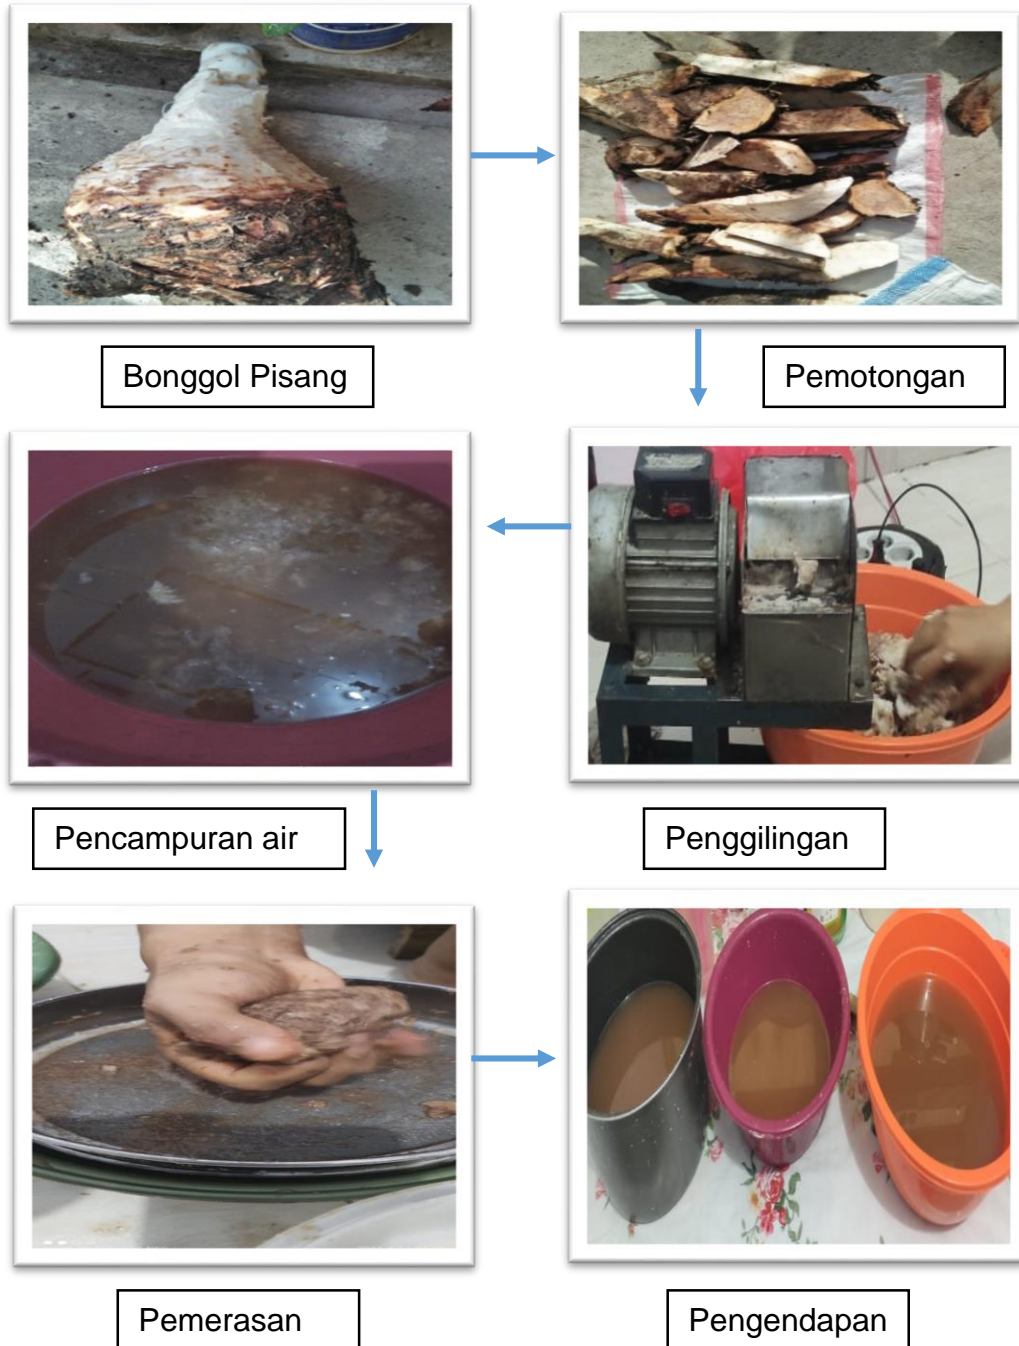 Bonggol Pisang
Pemotongan
Pencampuran air
Penggilingan
Pemerasan
Pengendapan